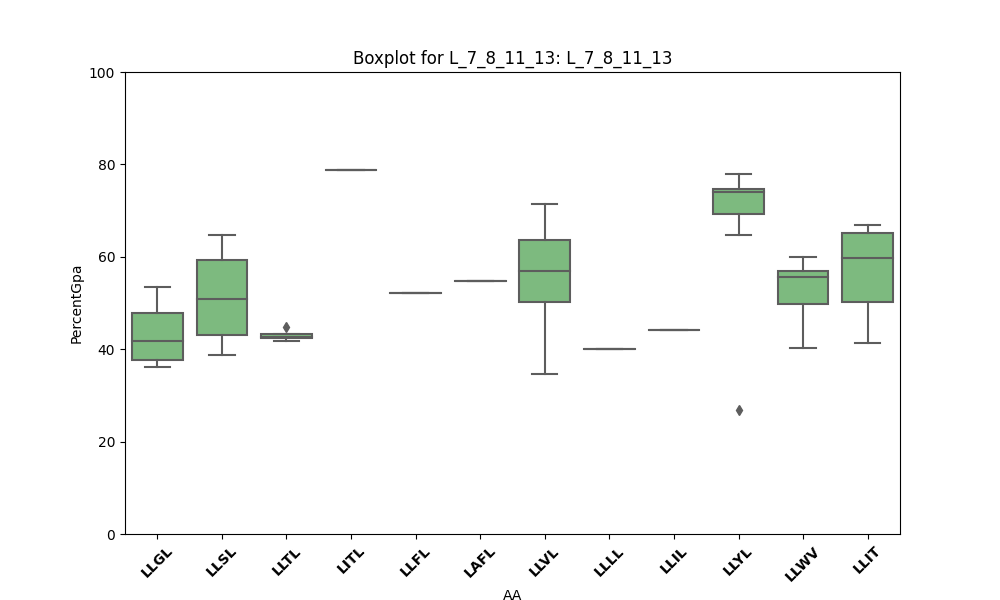 Boxplot for L_7_8_11_13: L_7_8_11_13
PercentGpa
100
80
60
40
20
0
LLGL
LLSL
LLTL
LITL
LLFL
LAFL
LLVL
LLLL
LLIL
LLYL
LLWV
LLIT
AA